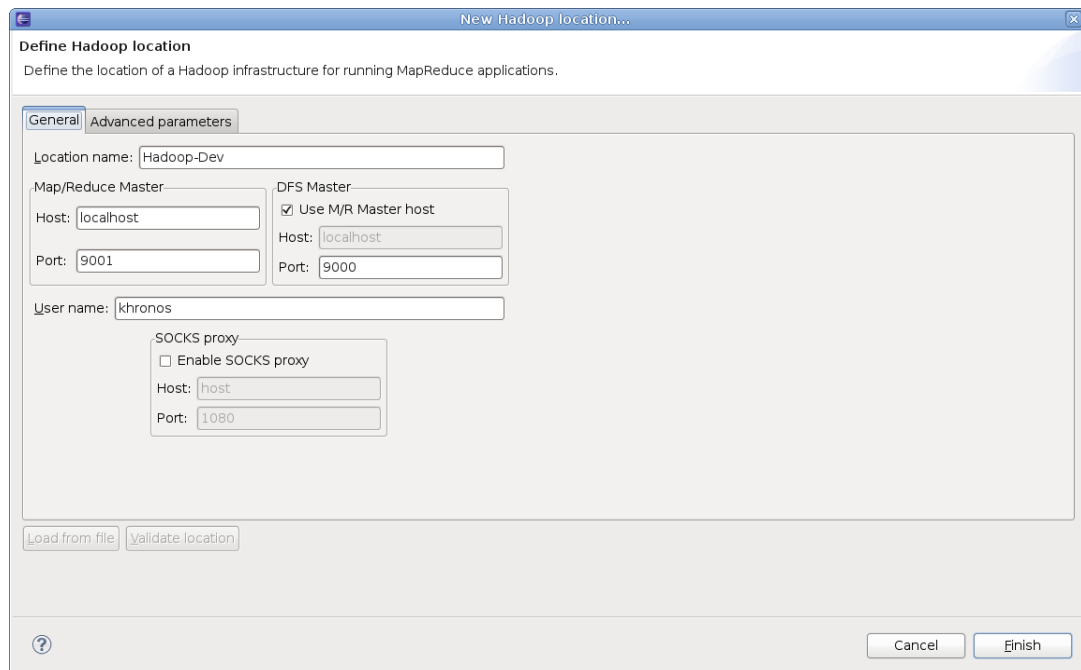 New Hadoop location...
Define Hadoop location
Define the location of a Hadoop infrastructure for running MapReduce applications.
General Advanced parameters
Location name: Hadoop-Dev
Map/Reduce Master
Host: localhost
Port: 9001
DFS Master
Use M/R Master host
Host: localhost
Port: 9000
User name: khronos
SOCKS proxy
Enable SOCKS proxy
Host: host
Port: 1080
Load from file Validate location
Cancel Finish